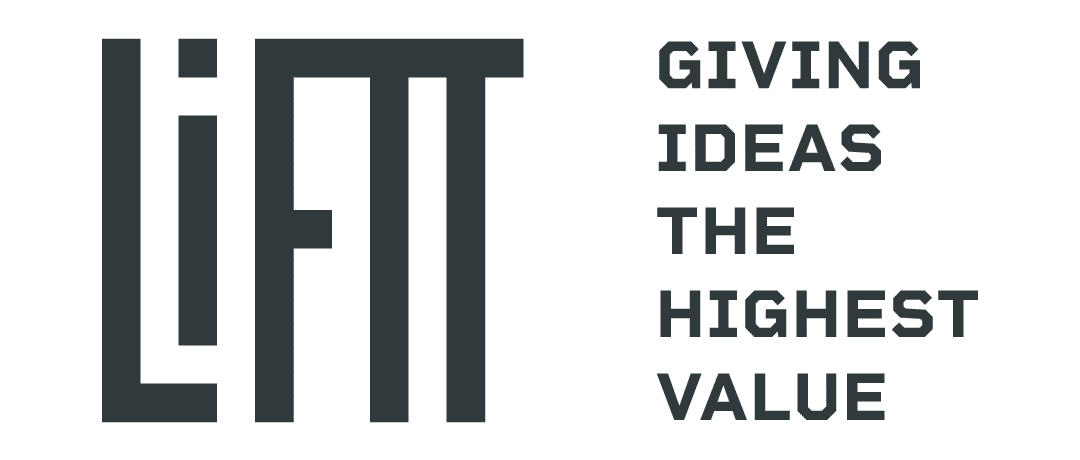 LiFTT
GIVING
IDEAS
THE
HIGHEST
VALUE